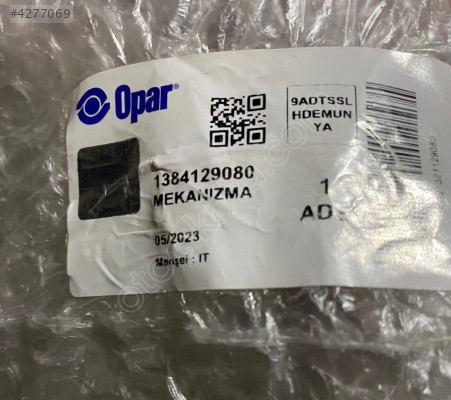 #4277069
Opar
9ADTSSL
HDEMUN
YA
1384129080
MEKANIZMA
1
AD
05/2023
Menşei : IT